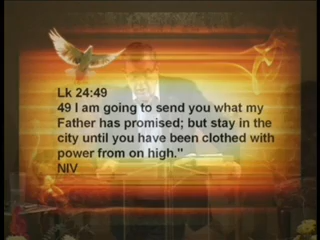 Lk 24:49
49 I am going to send you what my
Father has promised; but stay in the
city until you have been clothed with
power from on high."
NIV